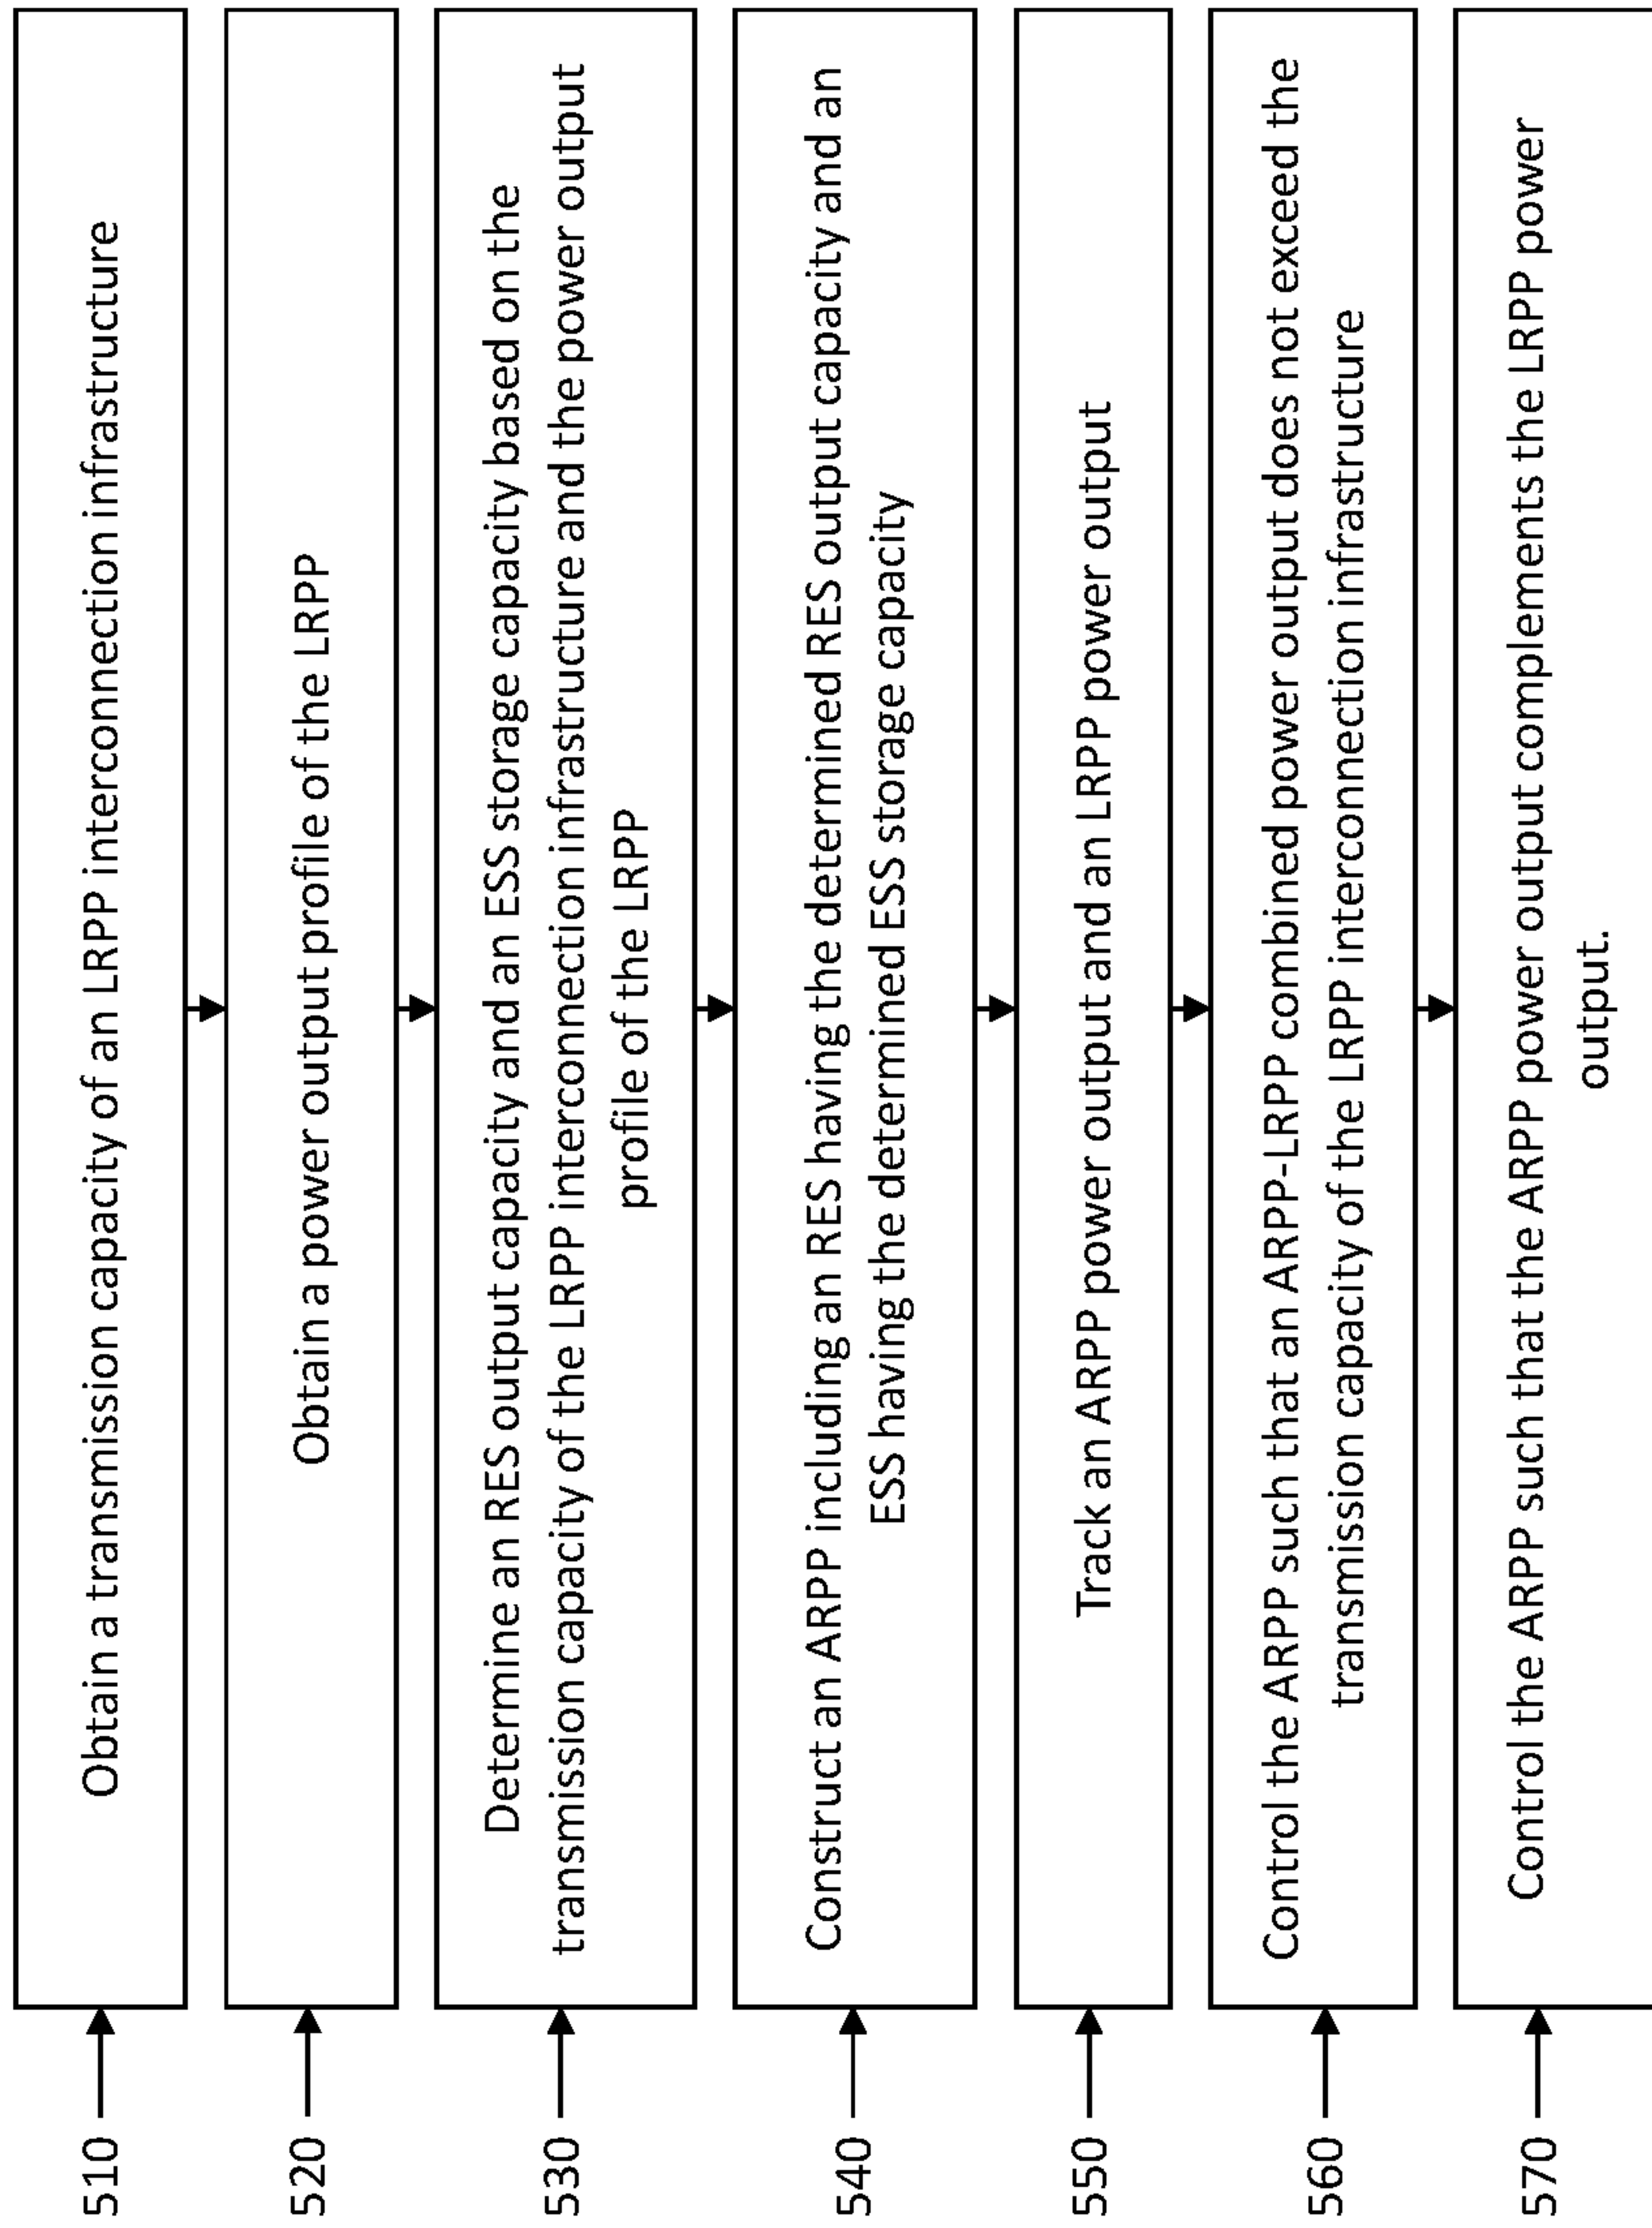 510
Obtain a transmission capacity of an LRPP interconnection infrastructure
520
Obtain a power output profile of the LRPP
530
Determine an RES output capacity and an ESS storage capacity based on the
transmission capacity of the LRPP interconnection infrastructure and the power output
profile of the LRPP
540
Construct an ARPP including an RES having the determined RES output capacity and an
ESS having the determined ESS storage capacity
550
Track an ARPP power output and an LRPP power output
560
Control the ARPP such that an ARPP-LRPP combined power output does not exceed the
transmission capacity of the LRPP interconnection infrastructure
570
Control the ARPP such that the ARPP power output complements the LRPP power
output.